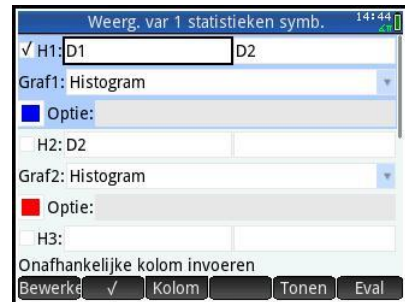 Weerg. var 1 statistieken symb. 14:44
√ H1: D1 D2
Graf1: Histogram
Optie:
H2: D2
Graf2: Histogram
Optie:
H3:
Onafhankelijke kolom invoeren
Bewerke √ Kolom Tonen Eval